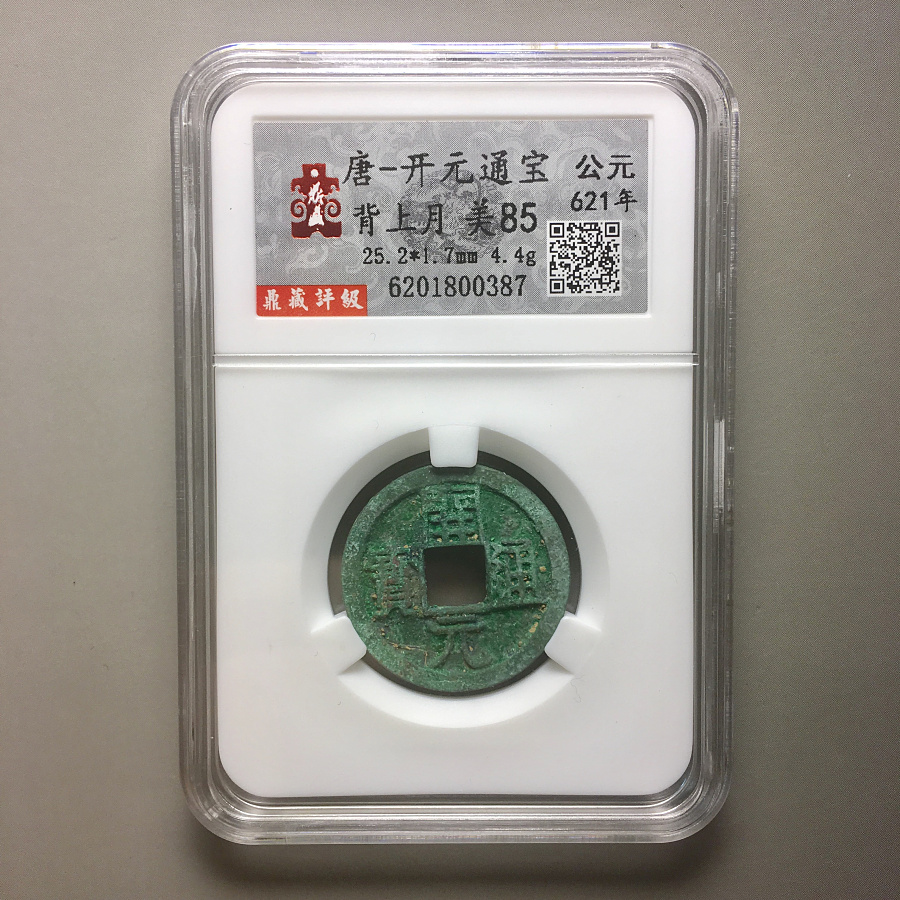 唐-开元通宝 公元
背上月 美85 621年
25.2*1.7mm 4.4g
6201800387
鼎藏評級
開
通
寶
元